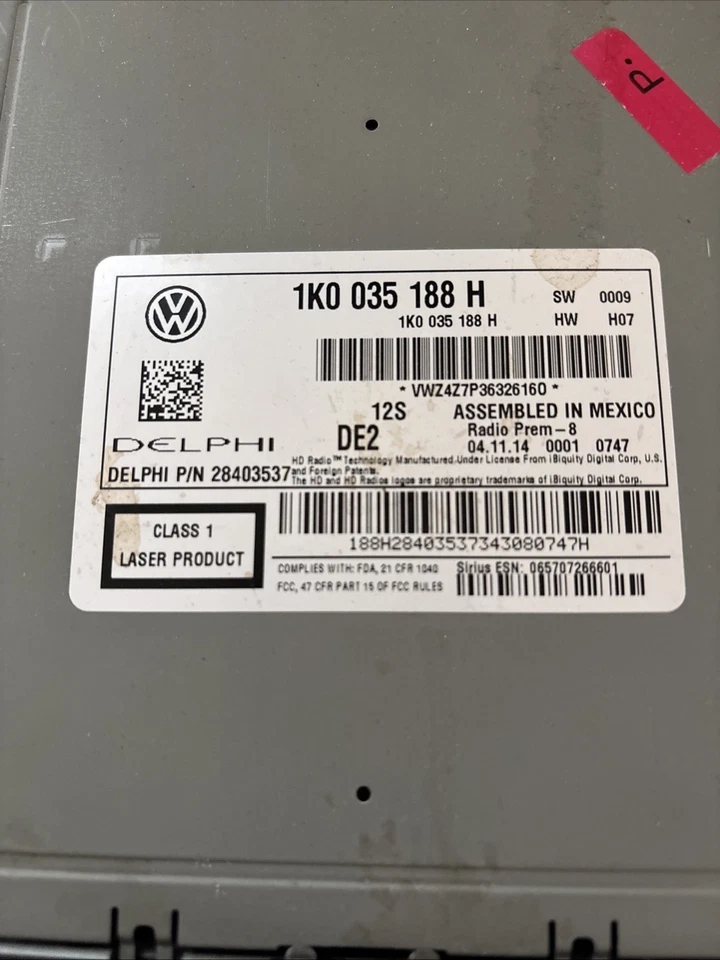 d.
1K0 035 188 H
SW 0009
1K0 035 188 H
HW H07
*VWZ4Z7P3632616O*
12S
ASSEMBLED IN MEXICO
DELPHI
DE2
Radio Prem-8
04.11.14 0001 0747
DELPHI P/N 28403537
HD Radio™ Technology Manufactured Under License From iBiquity Digital Corp, U.S.
and Foreign Patents.
The HD and HD Radios logos are proprietary trademarks of iBiquity Digital Corp.
CLASS 1
LASER PRODUCT
188H28403537343080747H
COMPLIES WITH: FDA, 21 CFR 1040
FCC, 47 CFR PART 15 OF FCC RULES
Sirius ESN: 065707266601